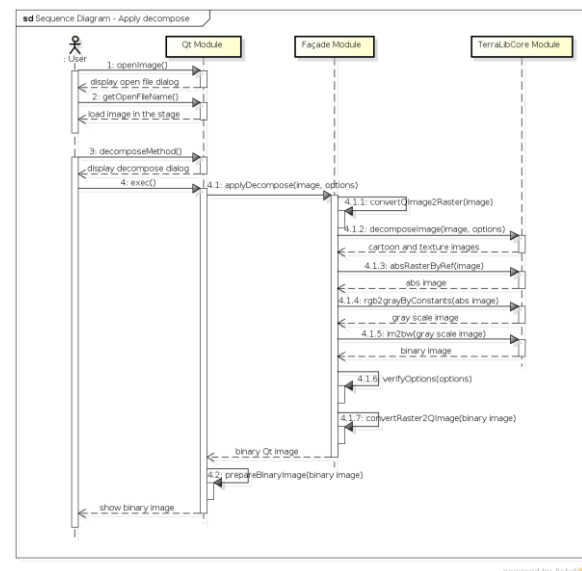 sd Sequence Diagram - Apply decompose
Qt Module
Façade Module
TerraLibCore Module
: User
1: openImage()
display open file dialog
2: getOpenFileName()
load image in the stage
3: decomposeMethod()
display decompose dialog
4: exec()
4.1: applyDecompose(image, options)
4.1.1: convertQImage2Raster(image)
4.1.2: decomposeImage(image, options)
cartoon and texture images
4.1.3: absRasterByRef(image)
abs image
4.1.4: rgb2grayByConstants(abs image)
gray scale image
4.1.5: im2bw(gray scale image)
binary image
4.1.6: verifyOptions(options)
4.1.7: convertRaster2QImage(binary image)
binary Qt image
4.2: prepareBinaryImage(binary image)
show binary image
powered by